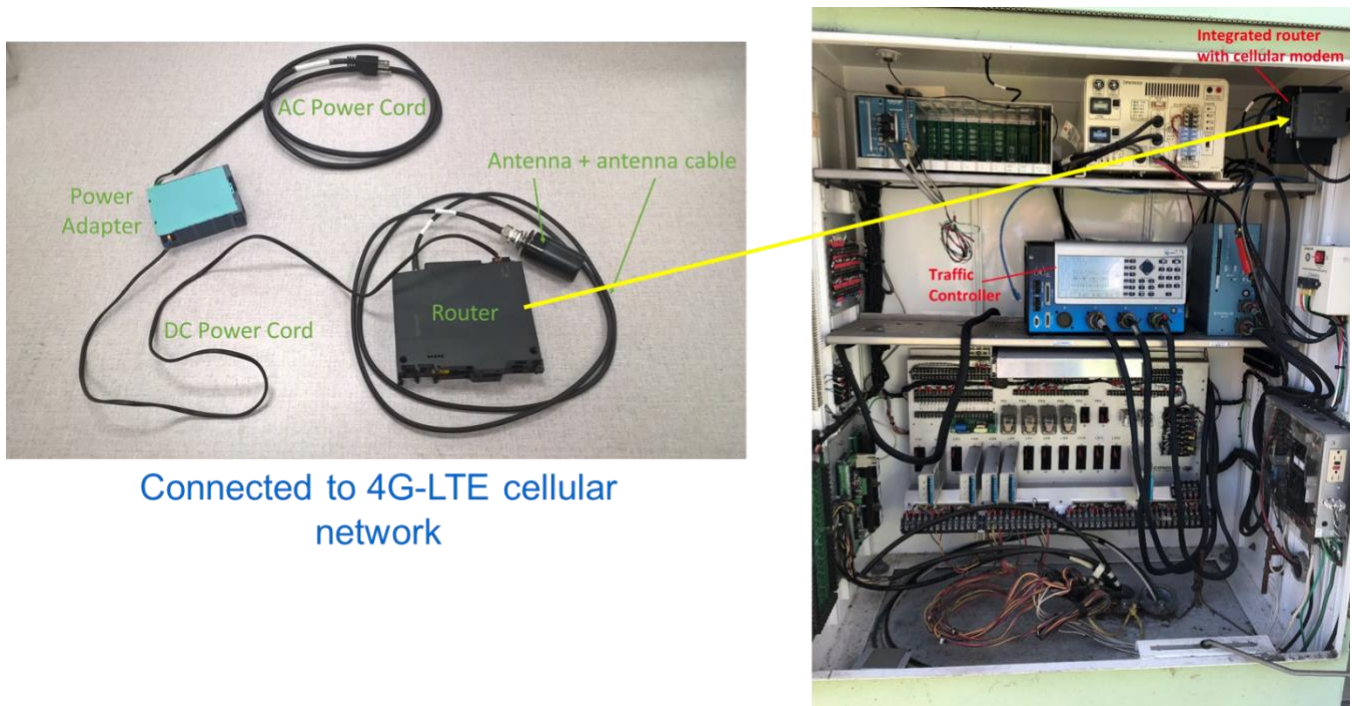 AC Power Cord
Antenna + antenna cable
Power
Adapter
Router
DC Power Cord
Connected to 4G-LTE cellular
network
Integrated router
with cellular modem
Traffic
Controller